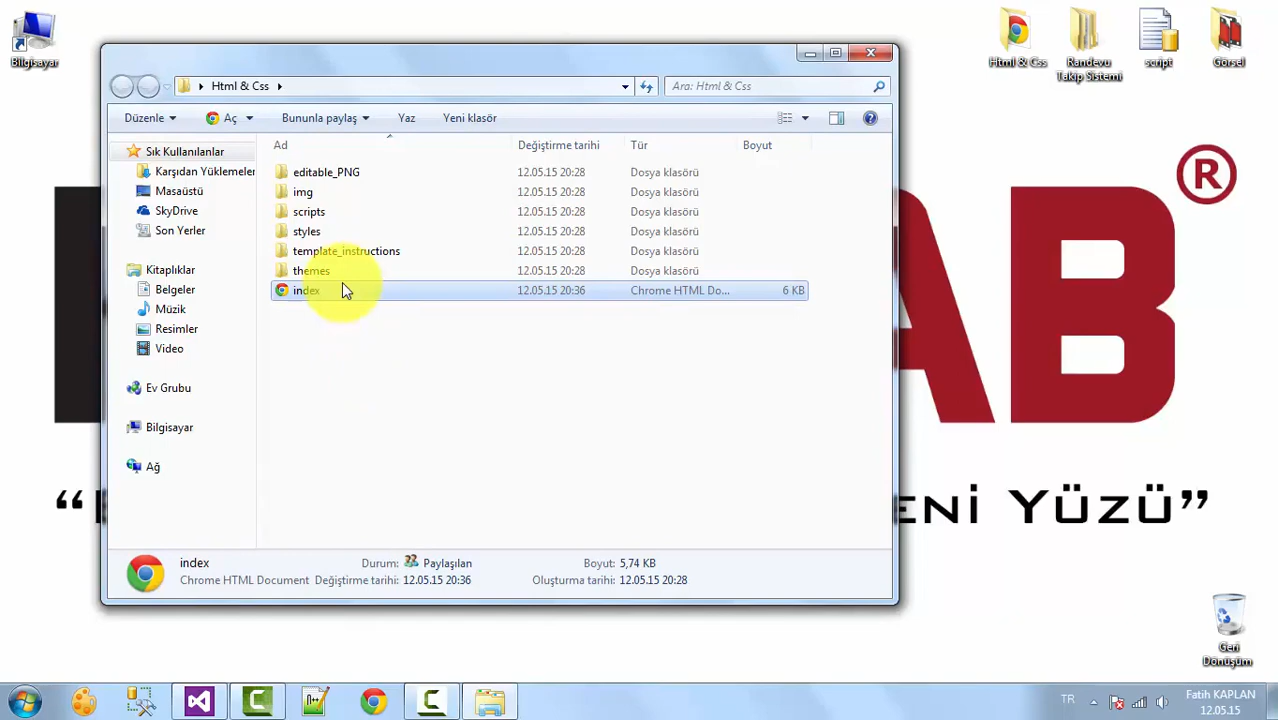 Bilgisayar
Html & Css
Randevu
Takip Sistemi
script
Görsel
Html & Css
Ara: Html & Css
Düzenle
Aç
Bununla paylaş
Yaz
Yeni klasör
Ad
Değiştirme tarihi
Tür
Boyut
Sık Kullanılanlar
Karşıdan Yüklemeler
Masaüstü
SkyDrive
Son Yerler
Kitaplıklar
Belgeler
Müzik
Resimler
Video
Ev Grubu
Bilgisayar
Ağ
editable_PNG 12.05.15 20:28 Dosya klasörü
img 12.05.15 20:28 Dosya klasörü
scripts 12.05.15 20:28 Dosya klasörü
styles 12.05.15 20:28 Dosya klasörü
template_instructions 12.05.15 20:28 Dosya klasörü
themes 12.05.15 20:28 Dosya klasörü
index 12.05.15 20:36 Chrome HTML Do... 6 KB
index
Chrome HTML Document
Durum: Paylaşılan
Değiştirme tarihi: 12.05.15 20:36
Boyut: 5,74 KB
Oluşturma tarihi: 12.05.15 20:28
AB®
ENİ YÜZÜ”
Geri
Dönüşüm
TR
Fatih KAPLAN
12.05.15